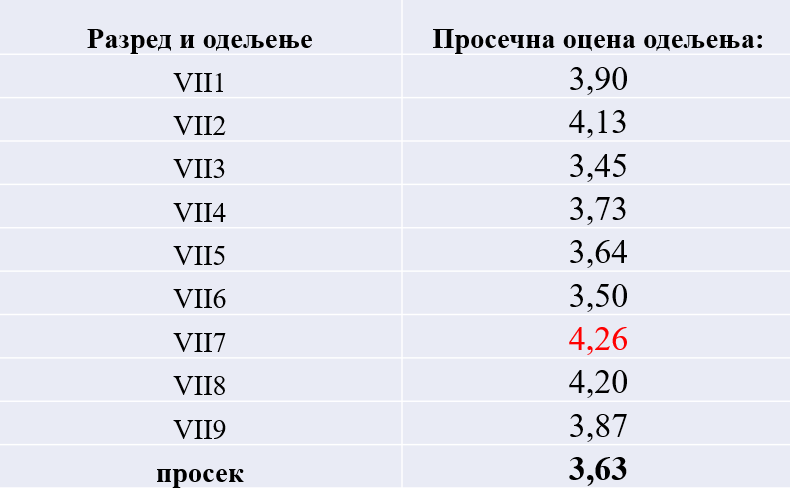 Разред и одељење Просечна оцена одељења:
VII1 3,90
VII2 4,13
VII3 3,45
VII4 3,73
VII5 3,64
VII6 3,50
VII7 4,26
VII8 4,20
VII9 3,87
просек 3,63